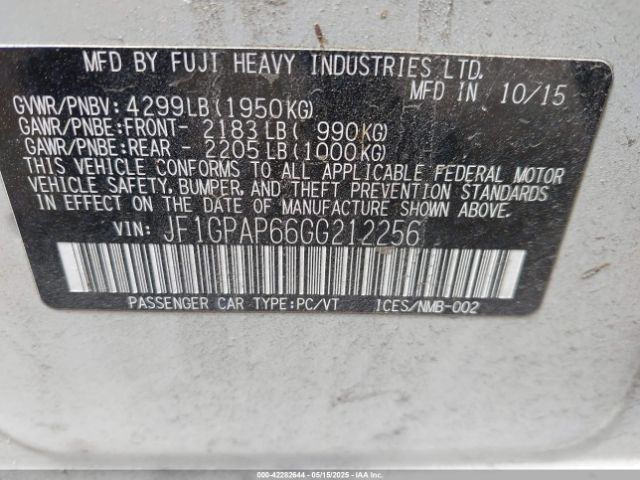 MFD BY FUJI HEAVY INDUSTRIES LTD.
MFD IN 10/15
GVWR/PNBV: 4299LB (1950KG)
GAWR/PNBE:FRONT- 2183 LB ( 990KG)
GAWR/PNBE:REAR - 2205 LB (1000KG)
THIS VEHICLE CONFORMS TO ALL APPLICABLE FEDERAL MOTOR
VEHICLE SAFETY, BUMPER, AND THEFT PREVENTION STANDARDS
IN EFFECT ON THE DATE OF MANUFACTURE SHOWN ABOVE.
VIN: JF1GPAP66GG212256
PASSENGER CAR TYPE:PC/VT ICES/NMB-002
000-42282644 - 05/15/2025 - IAAI.COM